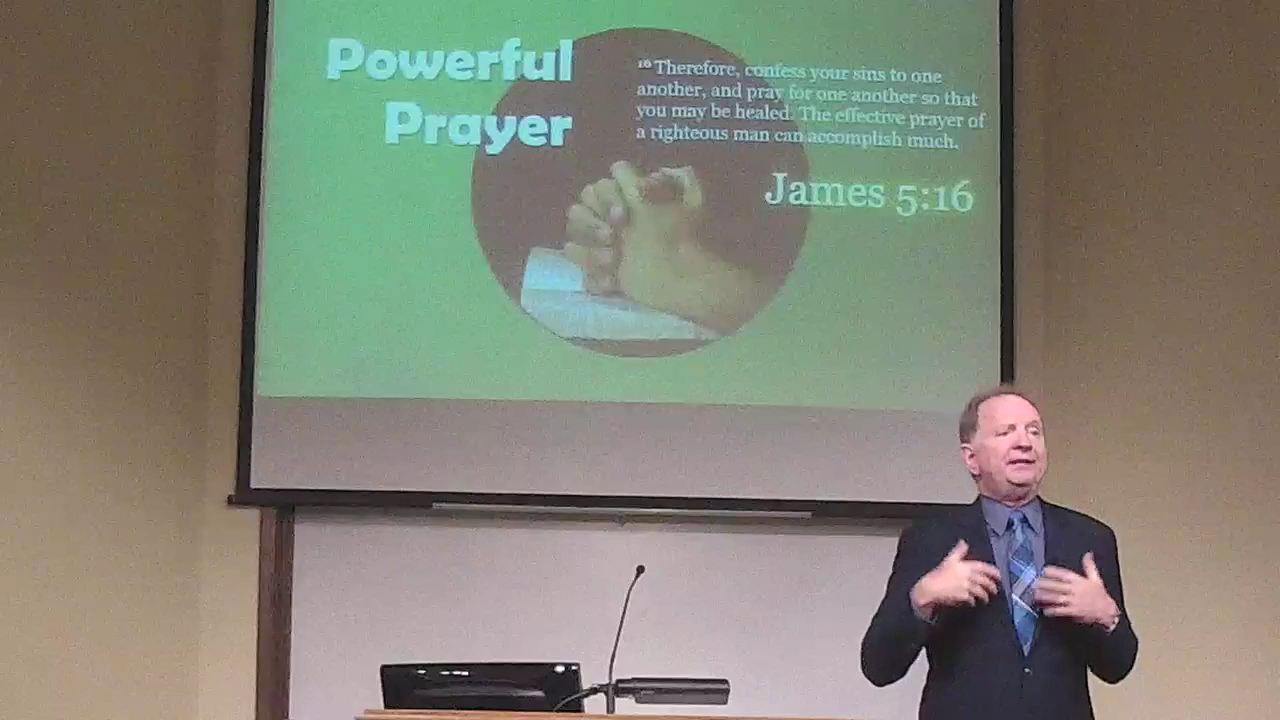 Powerful
Prayer
16 Therefore, confess your sins to one
another, and pray for one another so that
you may be healed. The effective prayer of
a righteous man can accomplish much.
James 5:16